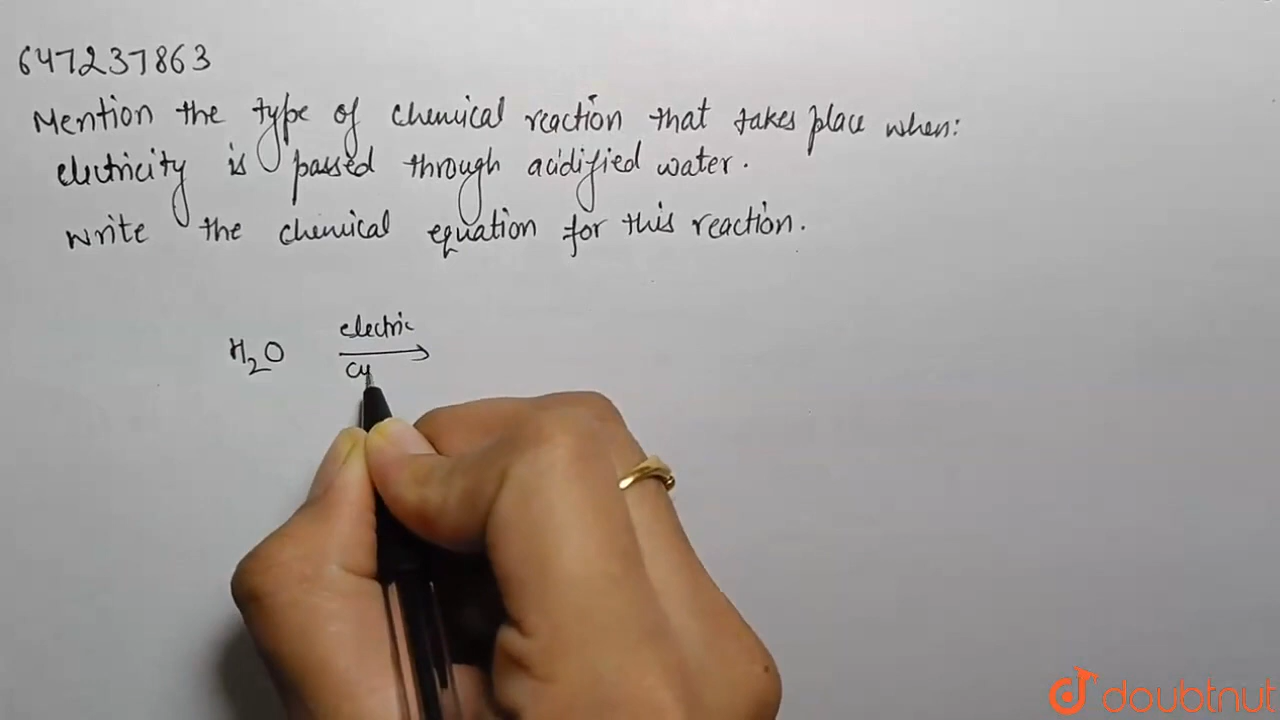 647237863
Mention the type of chemical reaction that takes place when:
electricity is passed through acidified water.
Write the chemical equation for this reaction.
electric
H₂O →
cu
doubtnut